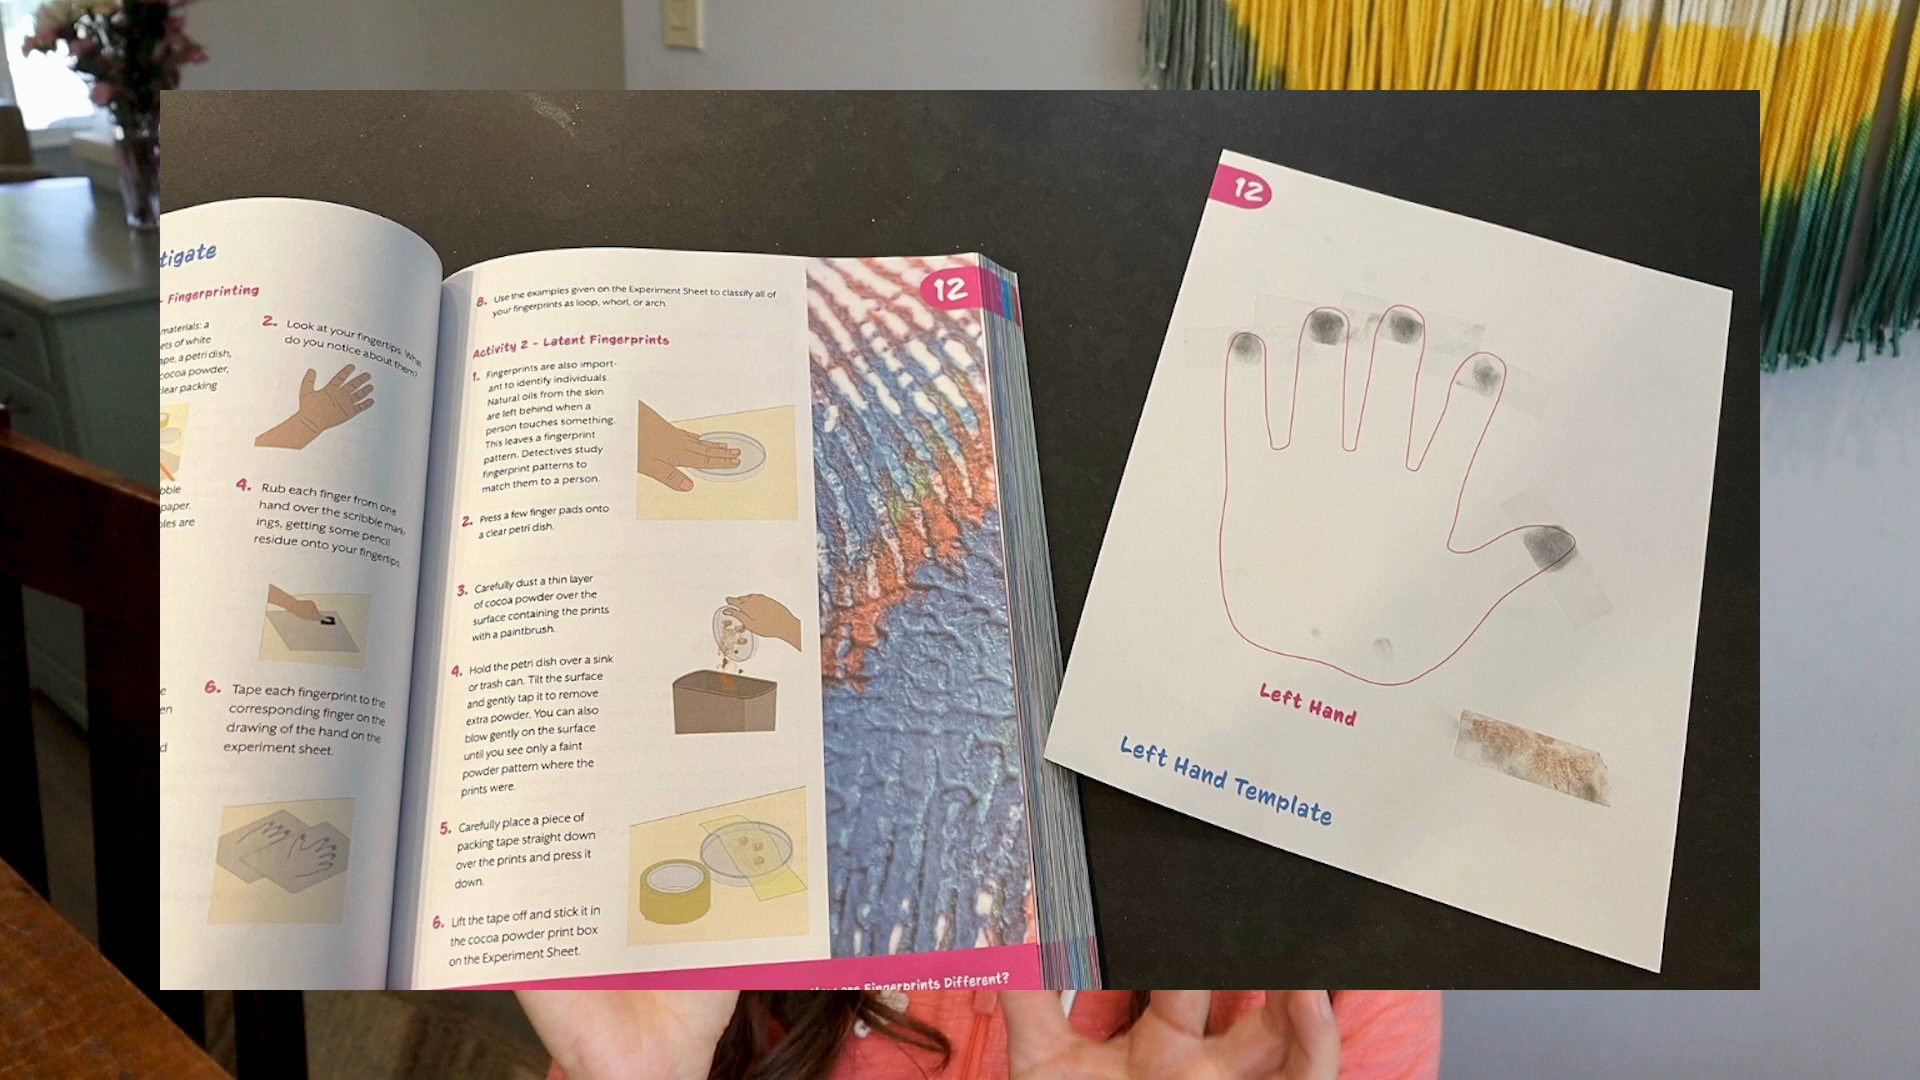 tigate
- Fingerprinting
materials: a
ets of white
ape, a petri dish,
cocoa powder,
clear packing
2. Look at your fingertips. What
do you notice about them?
bble
paper.
les are
4. Rub each finger from one
hand over the scribble mark-
ings, getting some pencil
residue onto your fingertips.
e
en
d
6. Tape each fingerprint to the
corresponding finger on the
drawing of the hand on the
experiment sheet.
12
8. Use the examples given on the Experiment Sheet to classify all of
your fingerprints as loop, whorl, or arch.
Activity 2 - Latent Fingerprints
1. Fingerprints are also import-
ant to identify individuals.
Natural oils from the skin
are left behind when a
person touches something.
This leaves a fingerprint
pattern. Detectives study
fingerprint patterns to
match them to a person.
2. Press a few finger pads onto
a clear petri dish.
3. Carefully dust a thin layer
of cocoa powder over the
surface containing the prints
with a paintbrush.
4. Hold the petri dish over a sink
or trash can. Tilt the surface
and gently tap it to remove
extra powder. You can also
blow gently on the surface
until you see only a faint
powder pattern where the
prints were.
5. Carefully place a piece of
packing tape straight down
over the prints and press it
down.
6. Lift the tape off and stick it in
the cocoa powder print box
on the Experiment Sheet.
are Fingerprints Different?
12
Left Hand
Left Hand Template